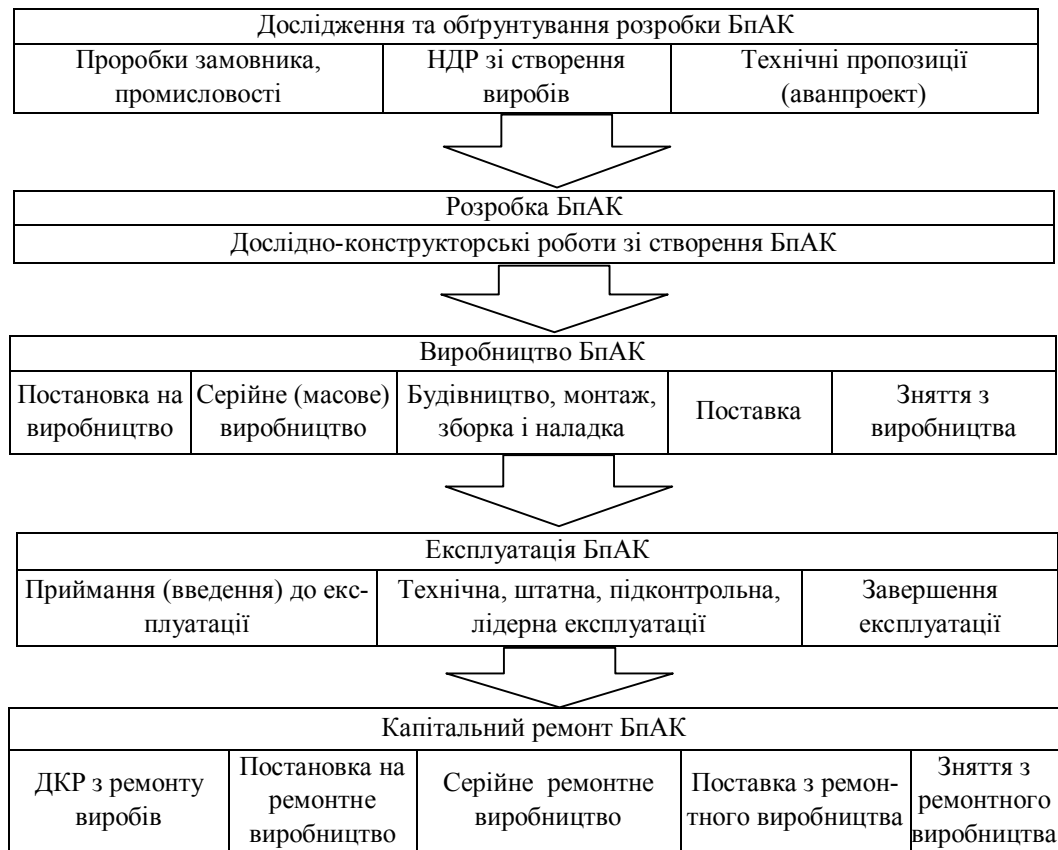 Дослідження та обґрунтування розробки БпАК
Проробки замовника,
промисловості
НДР зі створення
виробів
Технічні пропозиції
(аванпроект)
Розробка БпАК
Дослідно-конструкторські роботи зі створення БпАК
Виробництво БпАК
Постановка на
виробництво
Серійне (масове)
виробництво
Будівництво, монтаж,
зборка і наладка
Поставка
Зняття з
виробництва
Експлуатація БпАК
Приймання (введення) до екс-
плуатації
Технічна, штатна, підконтрольна,
лідерна експлуатації
Завершення
експлуатації
Капітальний ремонт БпАК
ДКР з ремонту
виробів
Постановка на
ремонтне
виробництво
Серійне ремонтне
виробництво
Поставка з ремон-
тного виробництва
Зняття з
ремонтного
виробництва